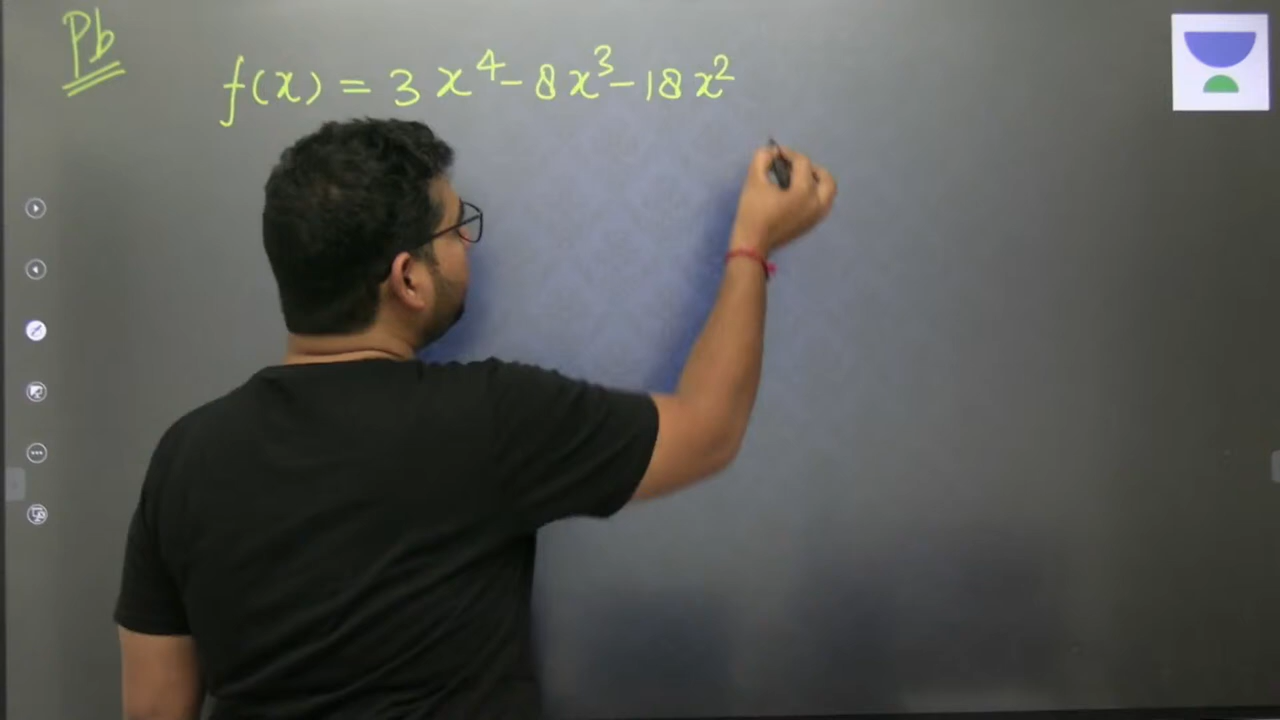 Pb
f(x) = 3x⁴-8x³-18x²